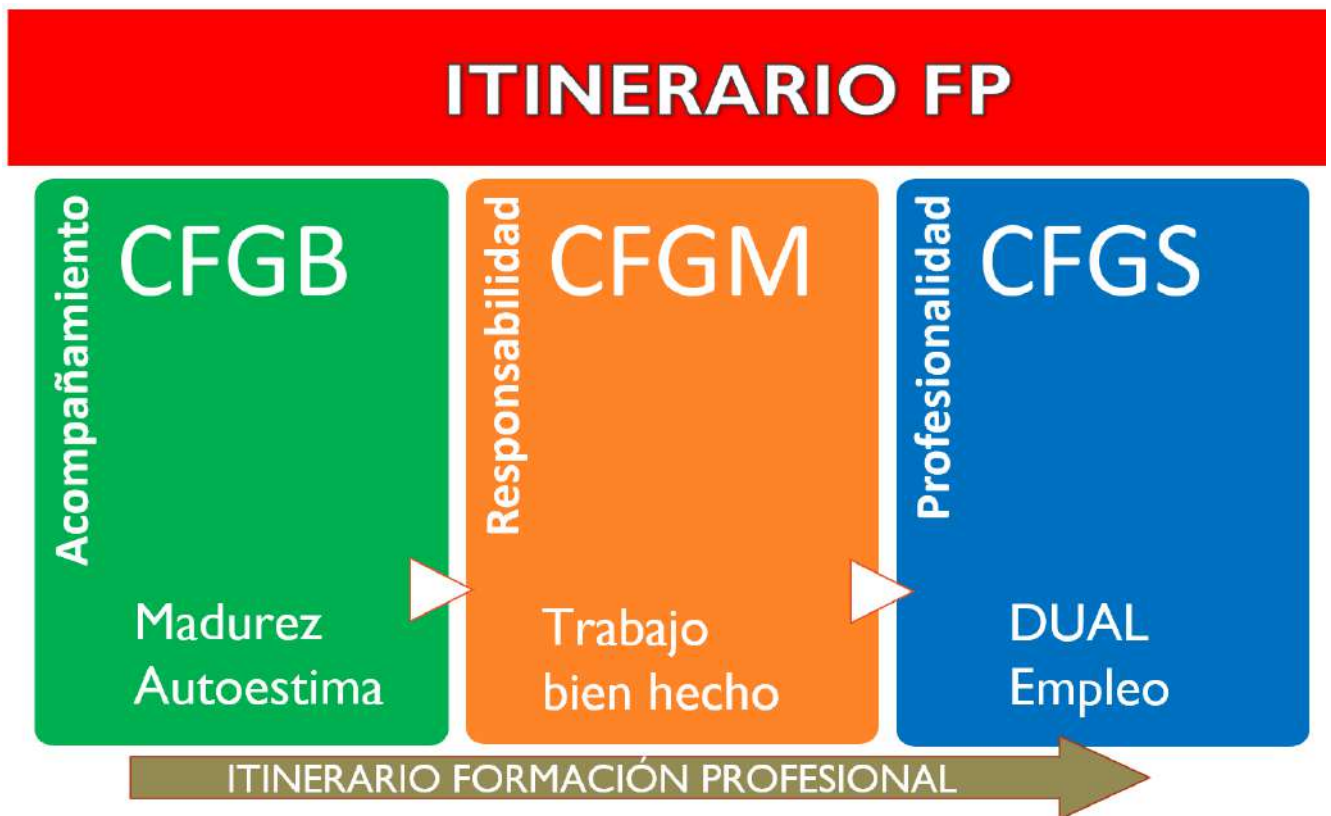 ITINERARIO FP
Acompañamiento
CFGB
Madurez
Autoestima
Responsabilidad
CFGM
Trabajo
bien hecho
Profesionalidad
CFGS
DUAL
Empleo
ITINERARIO FORMACIÓN PROFESIONAL